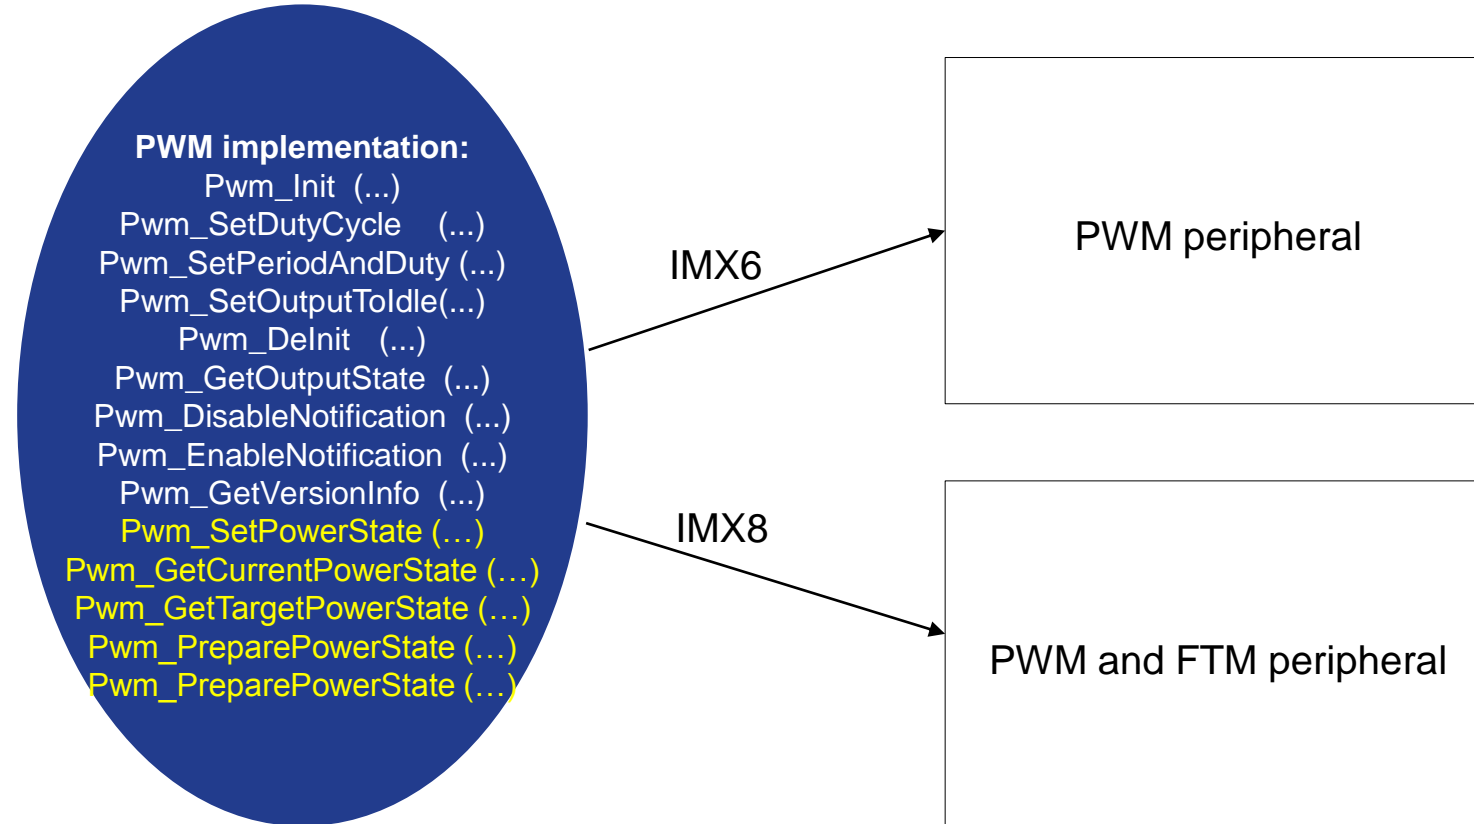 PWM implementation:
Pwm_Init (...)
Pwm_SetDutyCycle (...)
Pwm_SetPeriodAndDuty (...)
Pwm_SetOutputToIdle(...)
Pwm_DeInit (...)
Pwm_GetOutputState (...)
Pwm_DisableNotification (...)
Pwm_EnableNotification (...)
Pwm_GetVersionInfo (...)
Pwm_SetPowerState (…)
Pwm_GetCurrentPowerState (…)
Pwm_GetTargetPowerState (…)
Pwm_PreparePowerState (…)
Pwm_PreparePowerState (…)
IMX6
PWM peripheral
IMX8
PWM and FTM peripheral